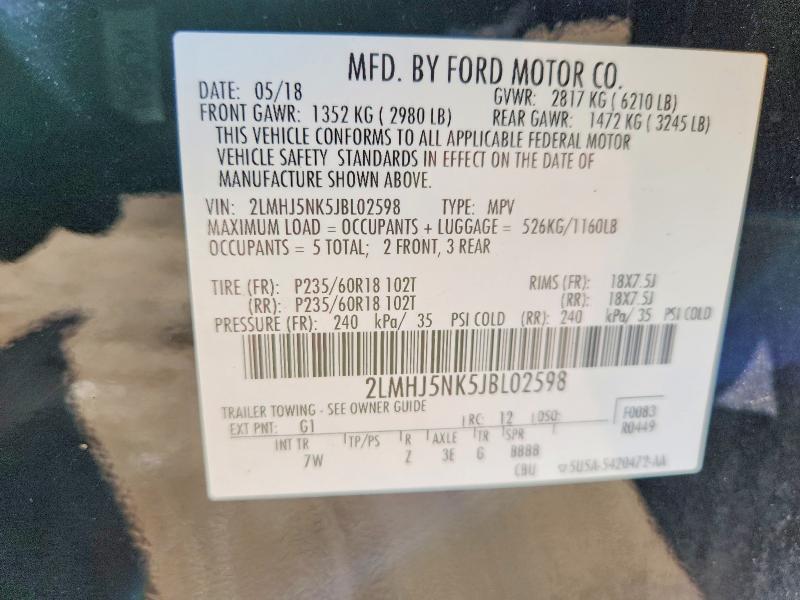 MFD. BY FORD MOTOR CO.
DATE: 05/18 GVWR: 2817 KG ( 6210 LB)
FRONT GAWR: 1352 KG ( 2980 LB) REAR GAWR: 1472 KG ( 3245 LB)
THIS VEHICLE CONFORMS TO ALL APPLICABLE FEDERAL MOTOR
VEHICLE SAFETY STANDARDS IN EFFECT ON THE DATE OF
MANUFACTURE SHOWN ABOVE.
VIN: 2LMHJ5NK5JBL02598 TYPE: MPV
MAXIMUM LOAD = OCCUPANTS + LUGGAGE = 526KG/1160LB
OCCUPANTS = 5 TOTAL; 2 FRONT, 3 REAR
TIRE (FR): P235/60R18 102T RIMS (FR): 18X7.5J
(RR): P235/60R18 102T (RR): 18X7.5J
PRESSURE (FR): 240 kPa/ 35 PSI COLD (RR): 240 kPa/ 35 PSI COLD
2LMHJ5NK5JBL02598
TRAILER TOWING - SEE OWNER GUIDE
EXT PNT: G1 RC: 12 DSO: F0083
R0449
INT TR TP/PS R AXLE TR SPR
7W Z 3E G BBBB
CBU 5U5A-5420472-AA